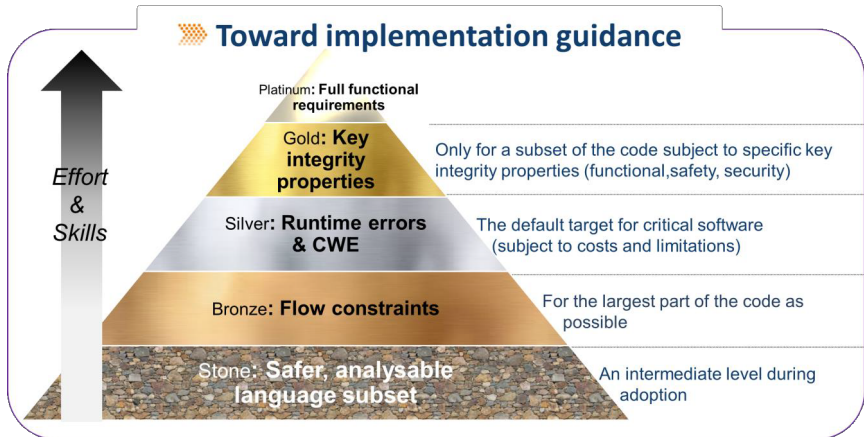 Toward implementation guidance
Platinum: Full functional
requirements
Gold: Key
integrity
properties
Only for a subset of the code subject to specific key
integrity properties (functional,safety, security)
Effort
&
Skills
Silver: Runtime errors
& CWE
The default target for critical software
(subject to costs and limitations)
Bronze: Flow constraints
For the largest part of the code as
possible
Stone: Safer, analysable
language subset
An intermediate level during
adoption